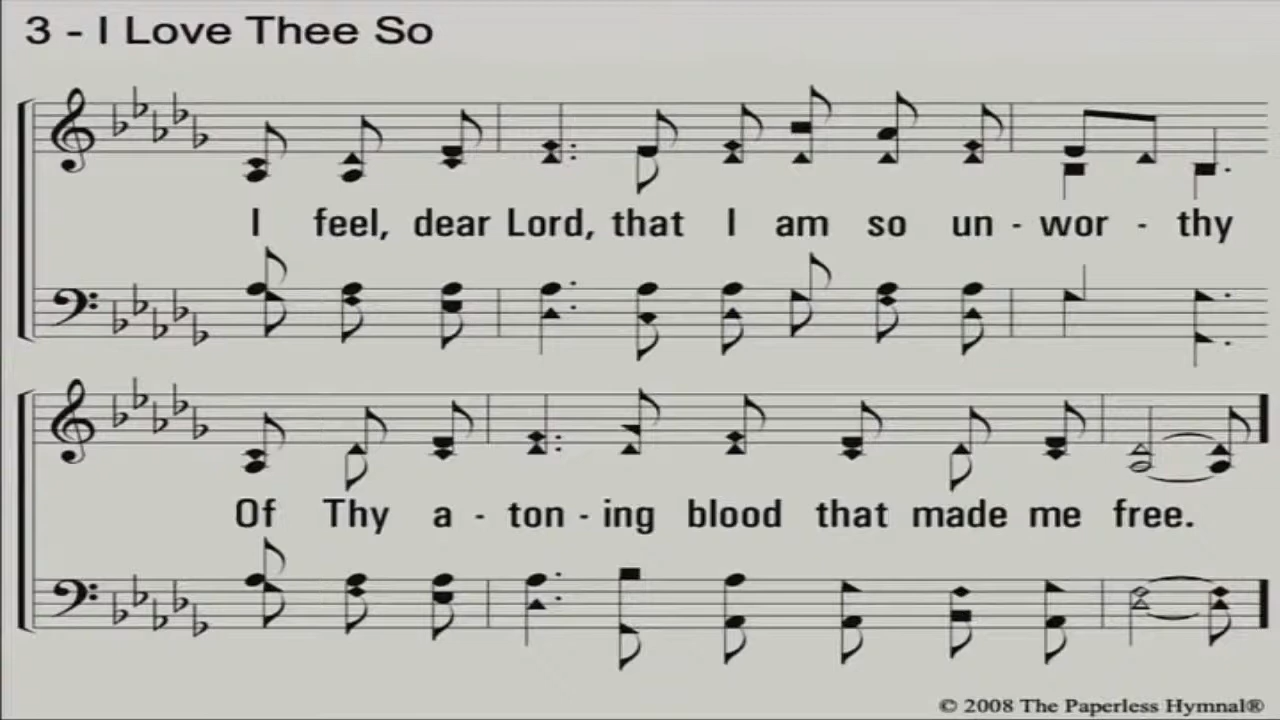 3 - I Love Thee So
I feel, dear Lord, that I am so un - wor - thy
Of Thy a - ton - ing blood that made me free.
© 2008 The Paperless Hymnal®